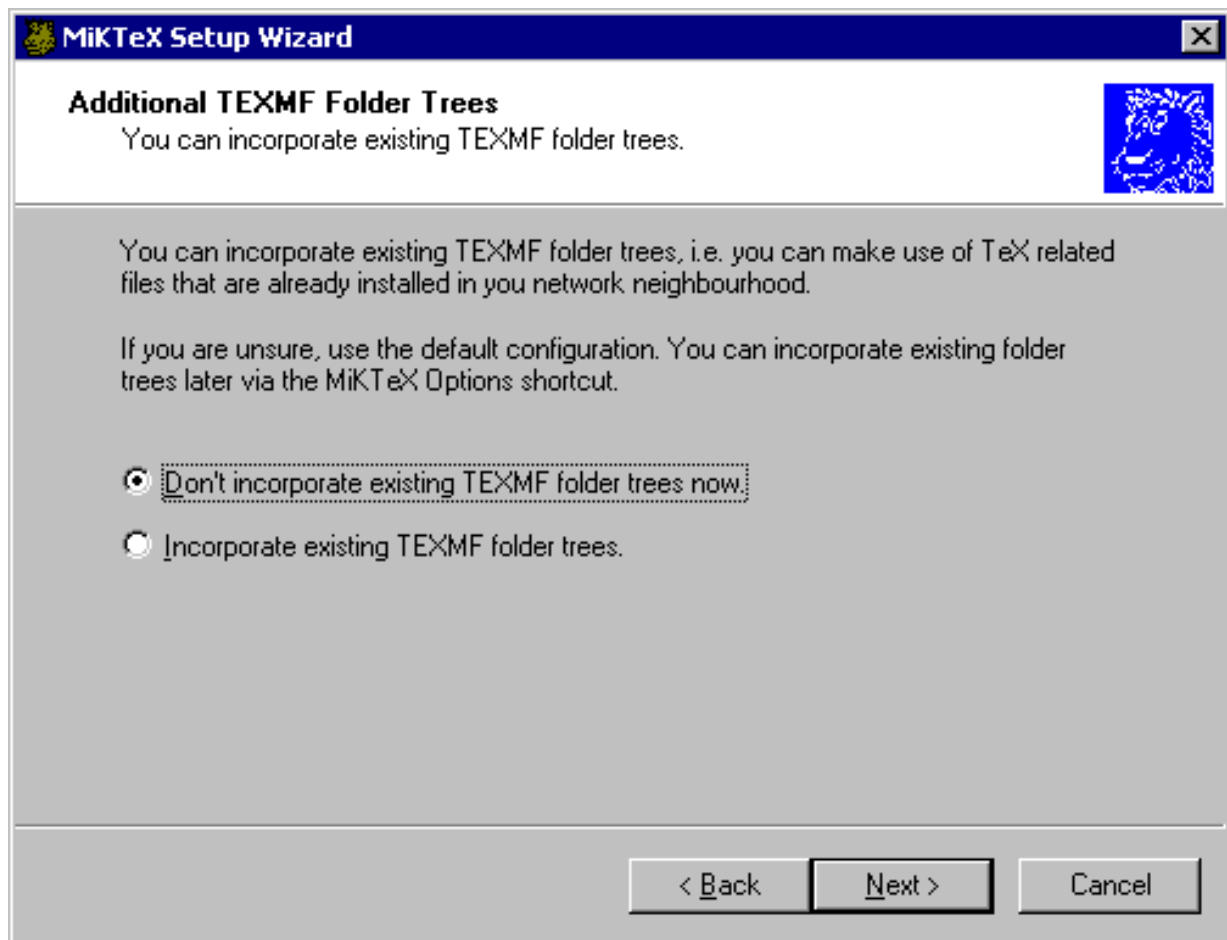 MiKTeX Setup Wizard
Additional TEXMF Folder Trees
You can incorporate existing TEXMF folder trees.
You can incorporate existing TEXMF folder trees, i.e. you can make use of TeX related
files that are already installed in you network neighbourhood.
If you are unsure, use the default configuration. You can incorporate existing folder
trees later via the MiKTeX Options shortcut.
Don't incorporate existing TEXMF folder trees now.
Incorporate existing TEXMF folder trees.
< Back Next > Cancel